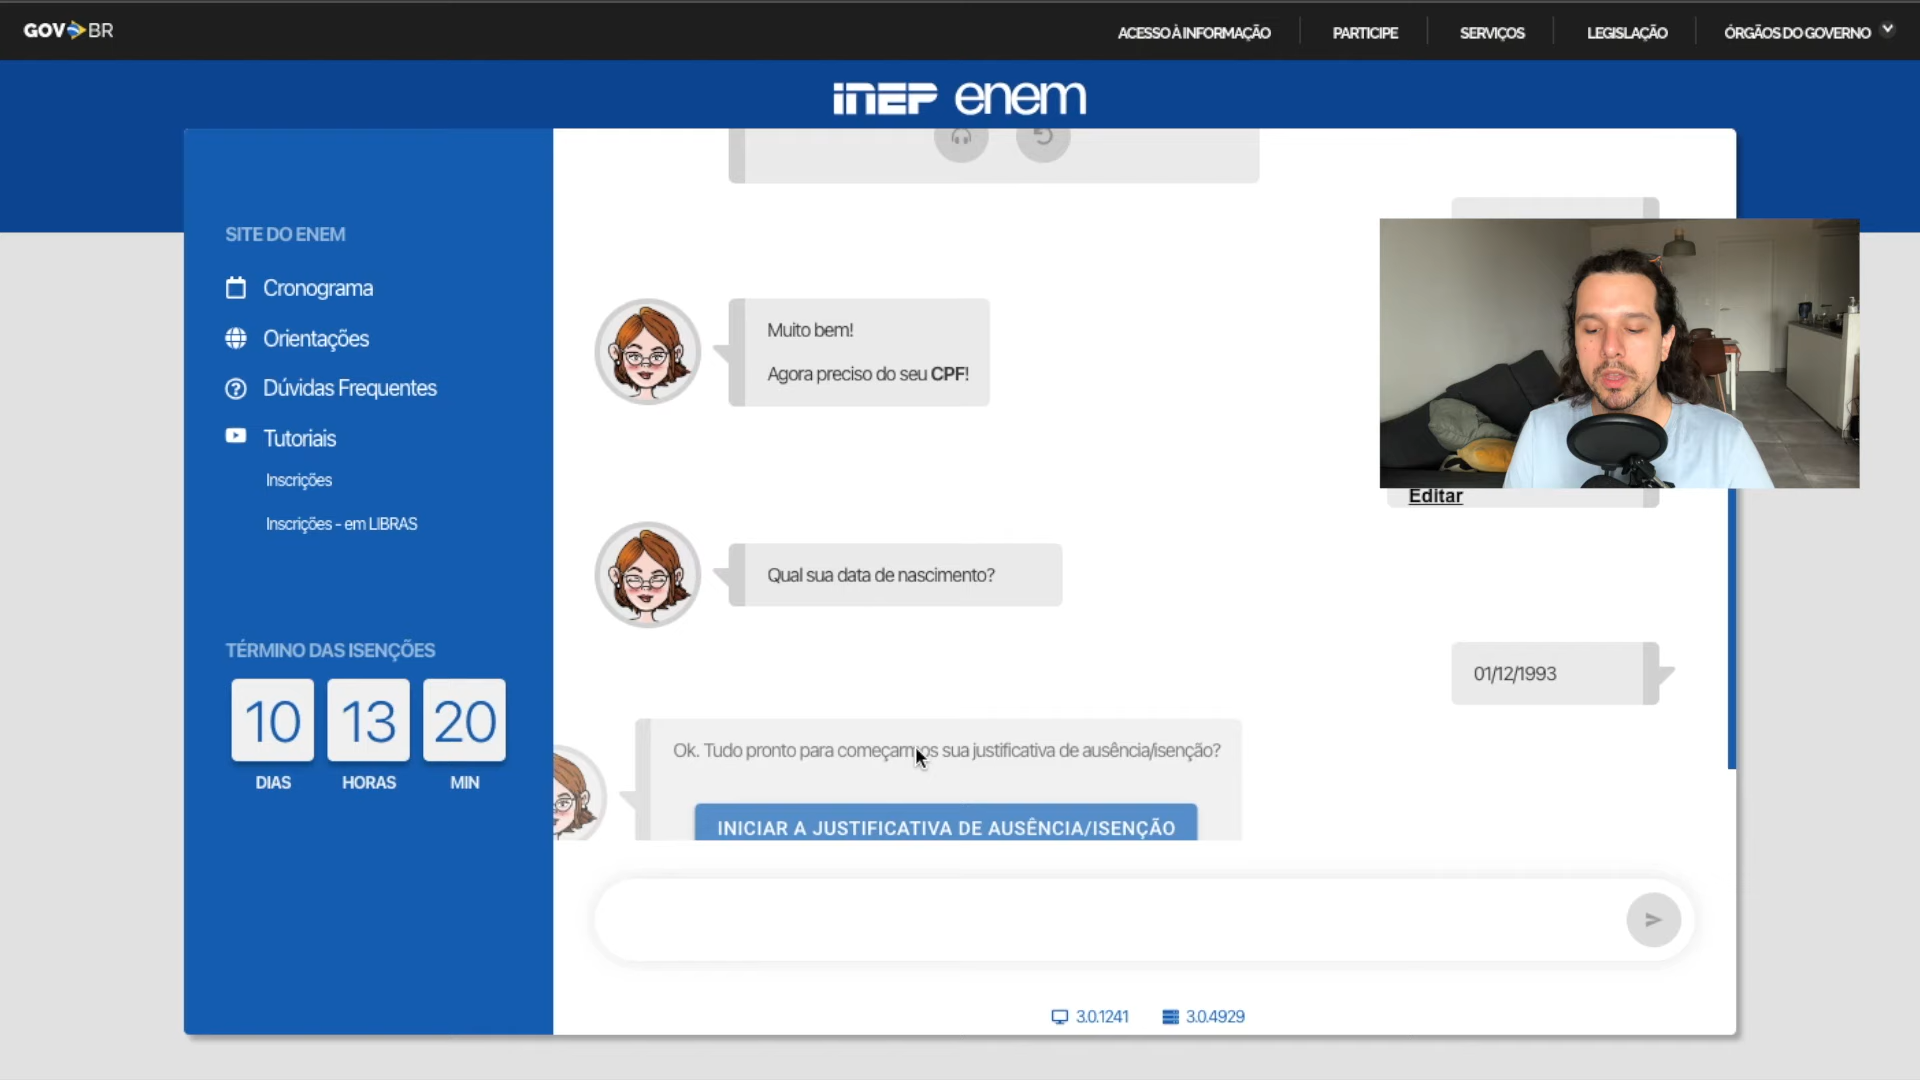 GOV BR
ACESSO À INFORMAÇÃO
PARTICIPE
SERVIÇOS
LEGISLAÇÃO
ÓRGÃOS DO GOVERNO
INEP enem
SITE DO ENEM
Cronograma
Orientações
Dúvidas Frequentes
Tutoriais
Inscrições
Inscrições - em LIBRAS
TÉRMINO DAS ISENÇÕES
10 13 20
DIAS HORAS MIN
Muito bem!
Agora preciso do seu CPF!
Editar
Qual sua data de nascimento?
01/12/1993
Ok. Tudo pronto para começarmos sua justificativa de ausência/isenção?
INICIAR A JUSTIFICATIVA DE AUSÊNCIA/ISENÇÃO
3.0.1241
3.0.4929